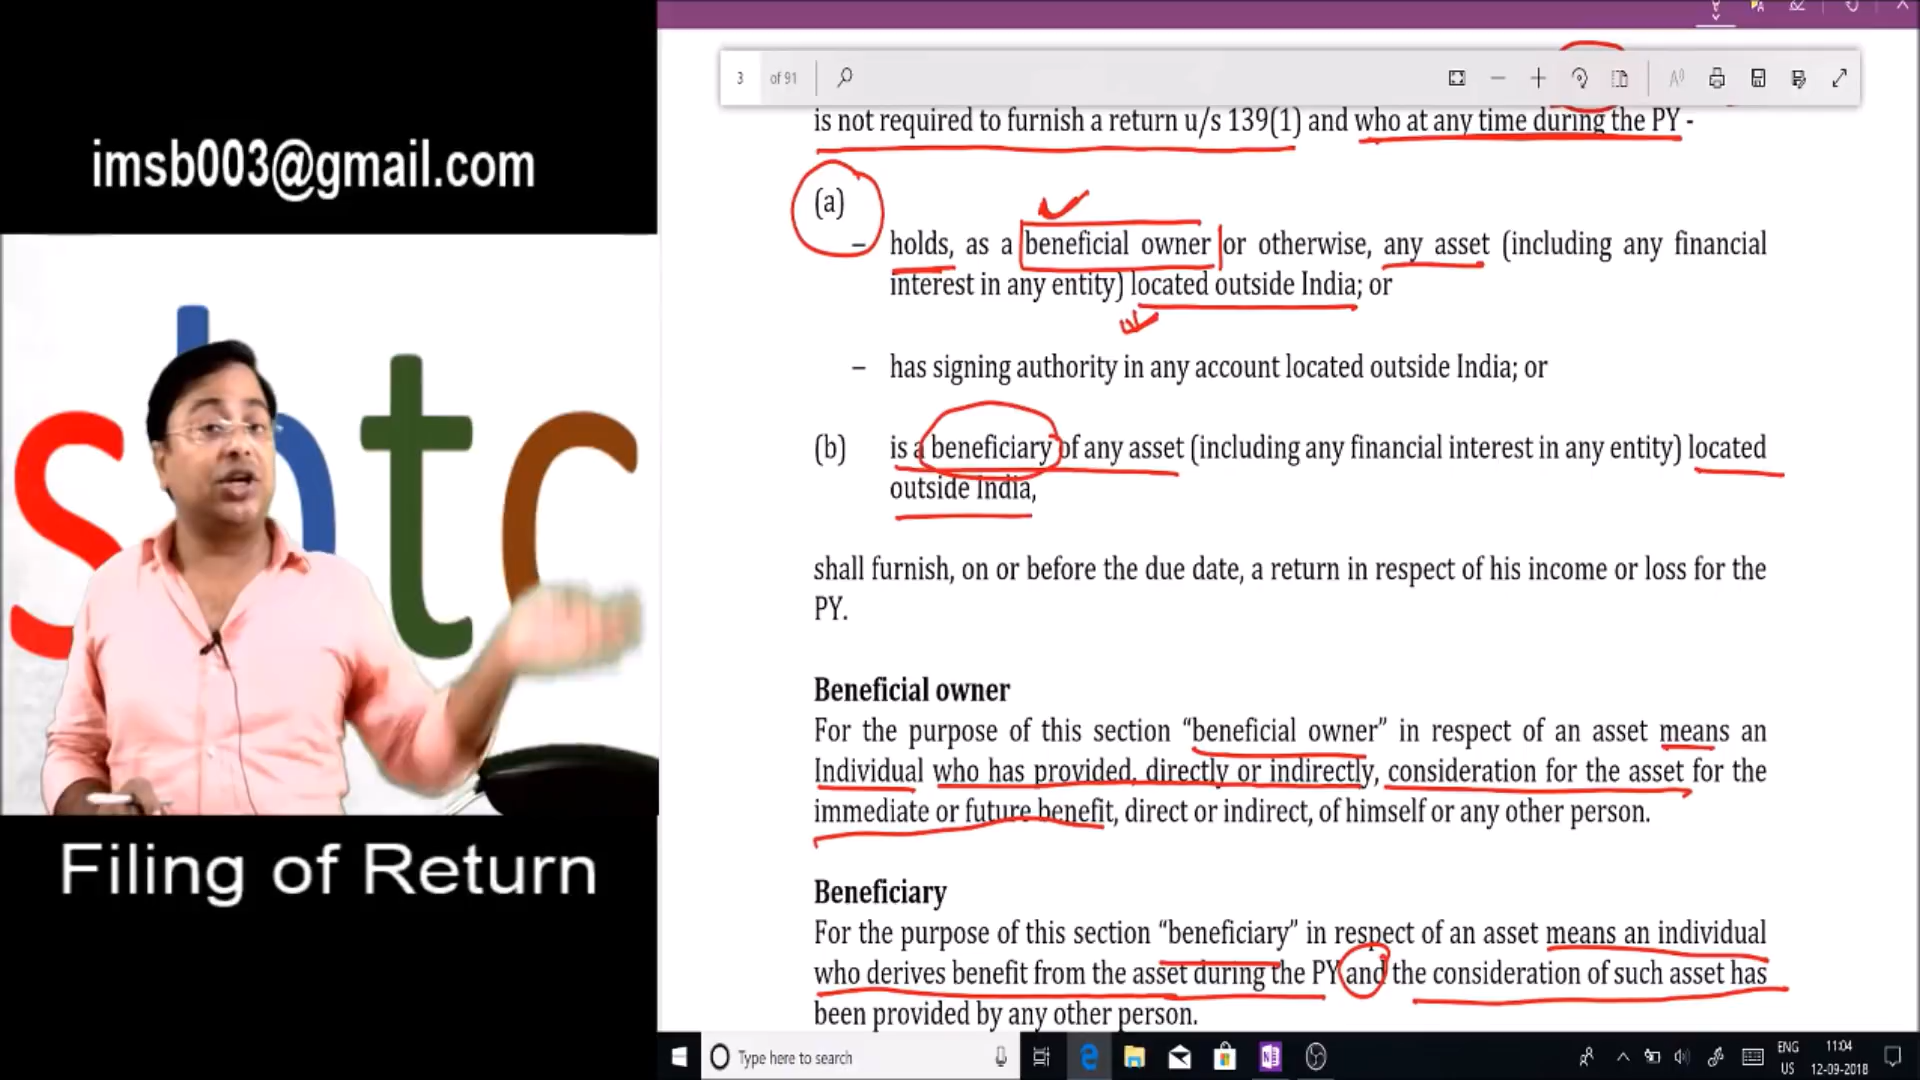 imsb003@gmail.com
sbtc
Filing of Return
3 of 91
is not required to furnish a return u/s 139(1) and who at any time during the PY -
(a)
– holds, as a beneficial owner or otherwise, any asset (including any financial
interest in any entity) located outside India; or
– has signing authority in any account located outside India; or
(b) is a beneficiary of any asset (including any financial interest in any entity) located
outside India,
shall furnish, on or before the due date, a return in respect of his income or loss for the
PY.
Beneficial owner
For the purpose of this section “beneficial owner” in respect of an asset means an
Individual who has provided, directly or indirectly, consideration for the asset for the
immediate or future benefit, direct or indirect, of himself or any other person.
Beneficiary
For the purpose of this section “beneficiary” in respect of an asset means an individual
who derives benefit from the asset during the PY and the consideration of such asset has
been provided by any other person.
Type here to search
ENG
US
11:04
12-09-2018